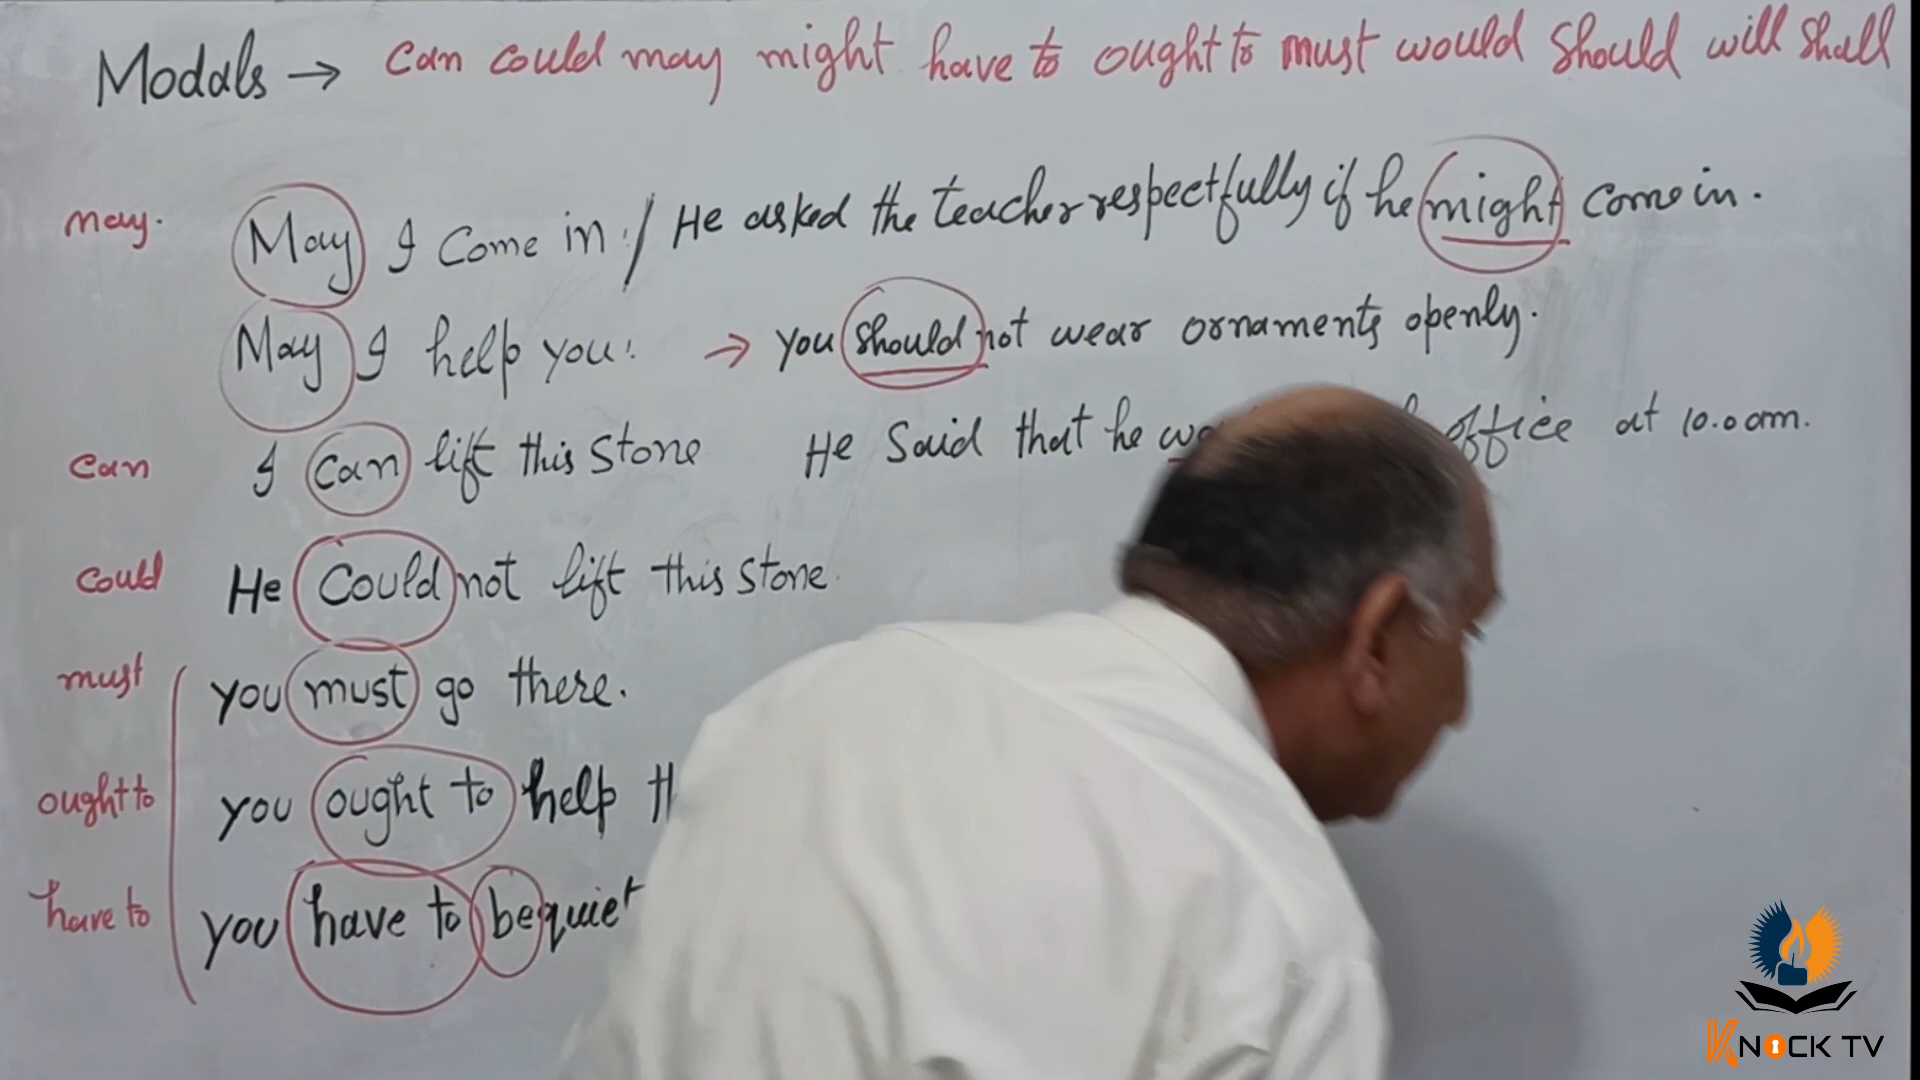 Modals → Can could may might have to ought to must would Should will Shall
may. May I Come in. / He asked the teacher respectfully if he might come in.
May I help you. → you should not wear ornaments openly.
Can I can lift this Stone He Said that he office at 10.0 am.
Could He Could not lift this stone.
must you must go there.
ought to you ought to help
have to you have to be quiet
KNOCK TV